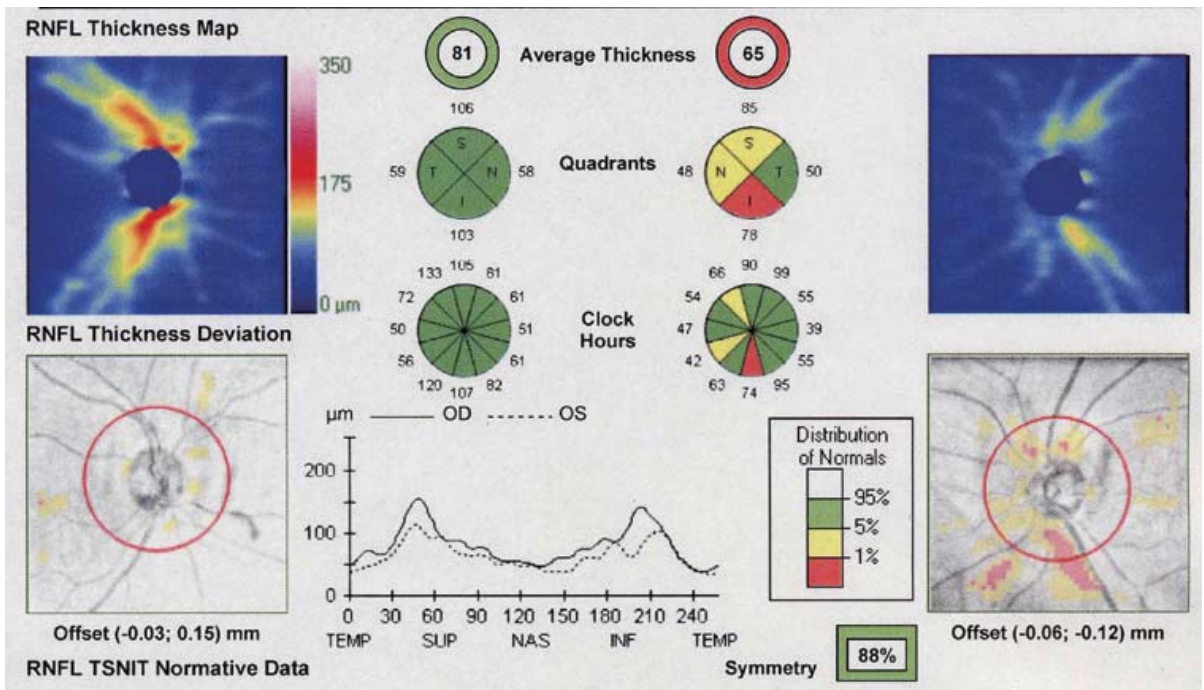 RNFL Thickness Map
81
Average Thickness
65
350
175
0 µm
106
S
59 T N 58
I
103
Quadrants
85
S
48 N T 50
I
78
133 105 81
72 61
50 51
56 61
120 107 82
Clock
Hours
66 90 99
54 55
47 39
42 55
63 74 95
RNFL Thickness Deviation
µm OD OS
200
100
0
0 30 60 90 120 150 180 210 240
TEMP SUP NAS INF TEMP
Distribution
of Normals
95%
5%
1%
Offset (-0.03; 0.15) mm
Offset (-0.06; -0.12) mm
RNFL TSNIT Normative Data
Symmetry
88%